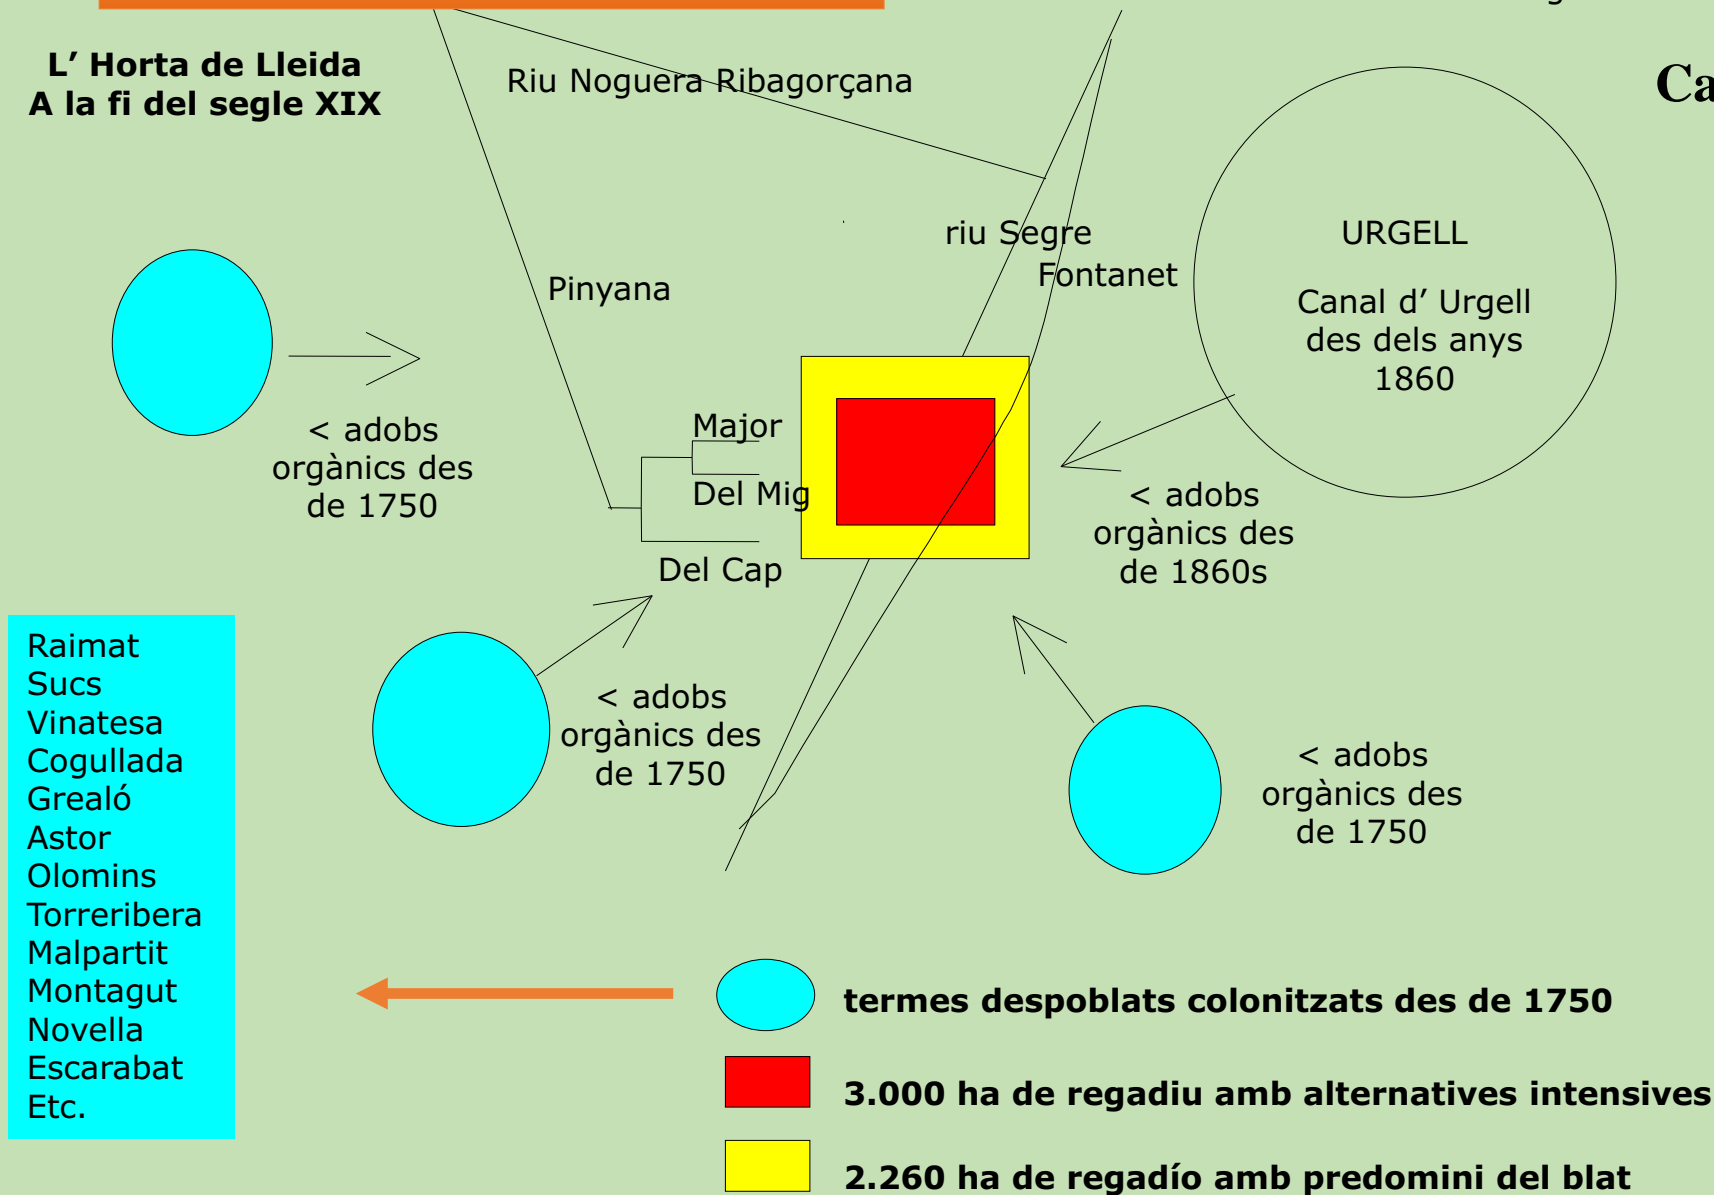 L’ Horta de Lleida
A la fi del segle XIX
Riu Noguera Ribagorçana
Ca
riu Segre
Fontanet
Pinyana
URGELL
Canal d’ Urgell
des dels anys
1860
< adobs
orgànics des
de 1750
Major
Del Mig
Del Cap
< adobs
orgànics des
de 1860s
< adobs
orgànics des
de 1750
< adobs
orgànics des
de 1750
Raimat
Sucs
Vinatesa
Cogullada
Grealó
Astor
Olomins
Torreribera
Malpartit
Montagut
Novella
Escarabat
Etc.
termes despoblats colonitzats des de 1750
3.000 ha de regadiu amb alternatives intensives
2.260 ha de regadío amb predomini del blat